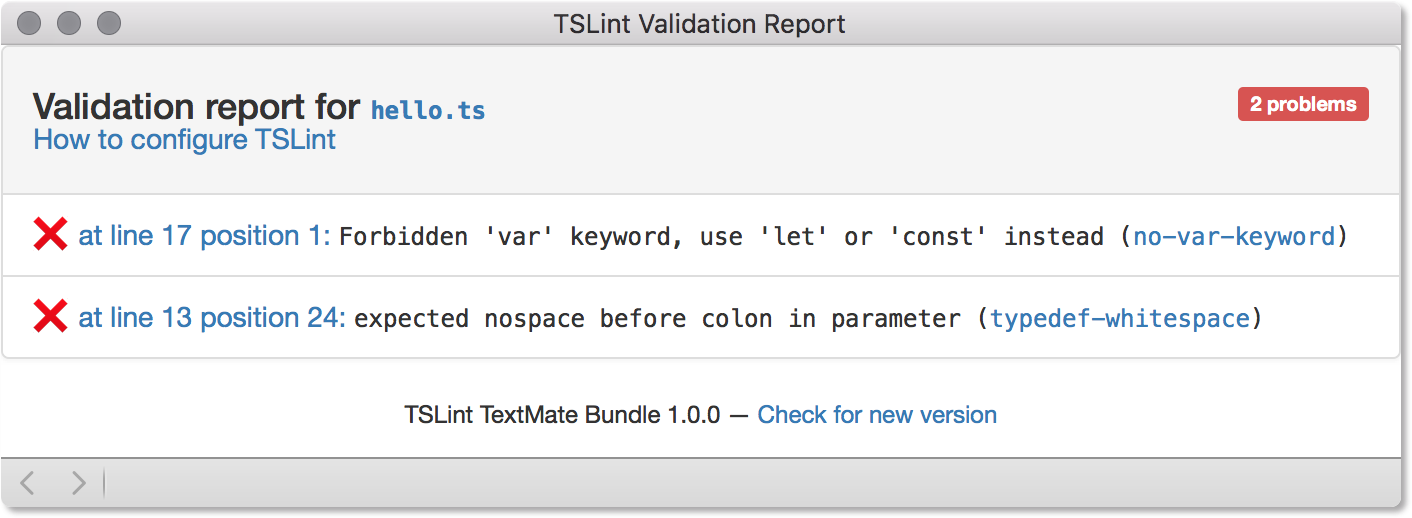 TSLint Validation Report
Validation report for hello.ts
2 problems
How to configure TSLint
at line 17 position 1: Forbidden 'var' keyword, use 'let' or 'const' instead (no-var-keyword)
at line 13 position 24: expected nospace before colon in parameter (typedef-whitespace)
TSLint TextMate Bundle 1.0.0 — Check for new version